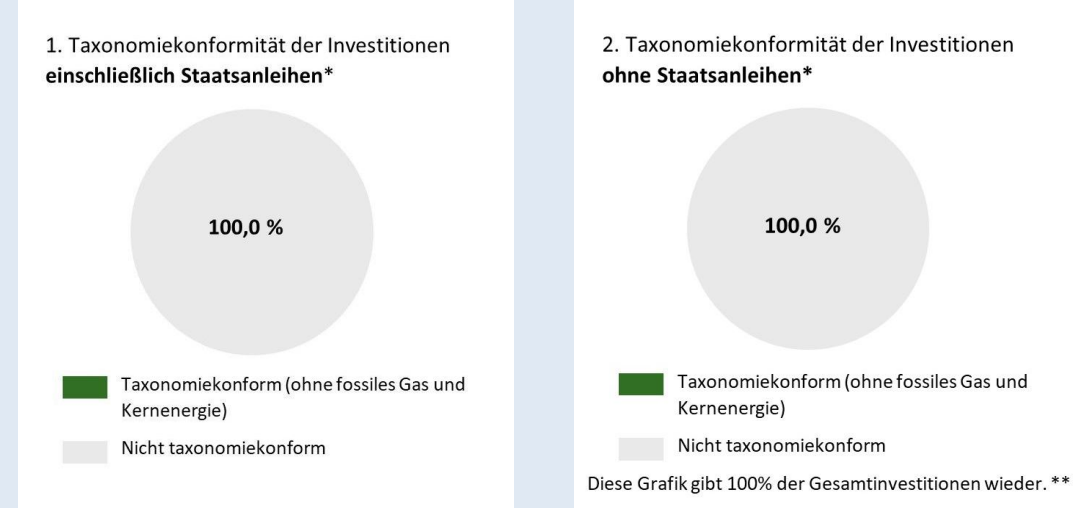 1. Taxonomiekonformität der Investitionen
einschließlich Staatsanleihen*
100,0 %
Taxonomiekonform (ohne fossiles Gas und
Kernenergie)
Nicht taxonomiekonform
2. Taxonomiekonformität der Investitionen
ohne Staatsanleihen*
100,0 %
Taxonomiekonform (ohne fossiles Gas und
Kernenergie)
Nicht taxonomiekonform
Diese Grafik gibt 100% der Gesamtinvestitionen wieder. **